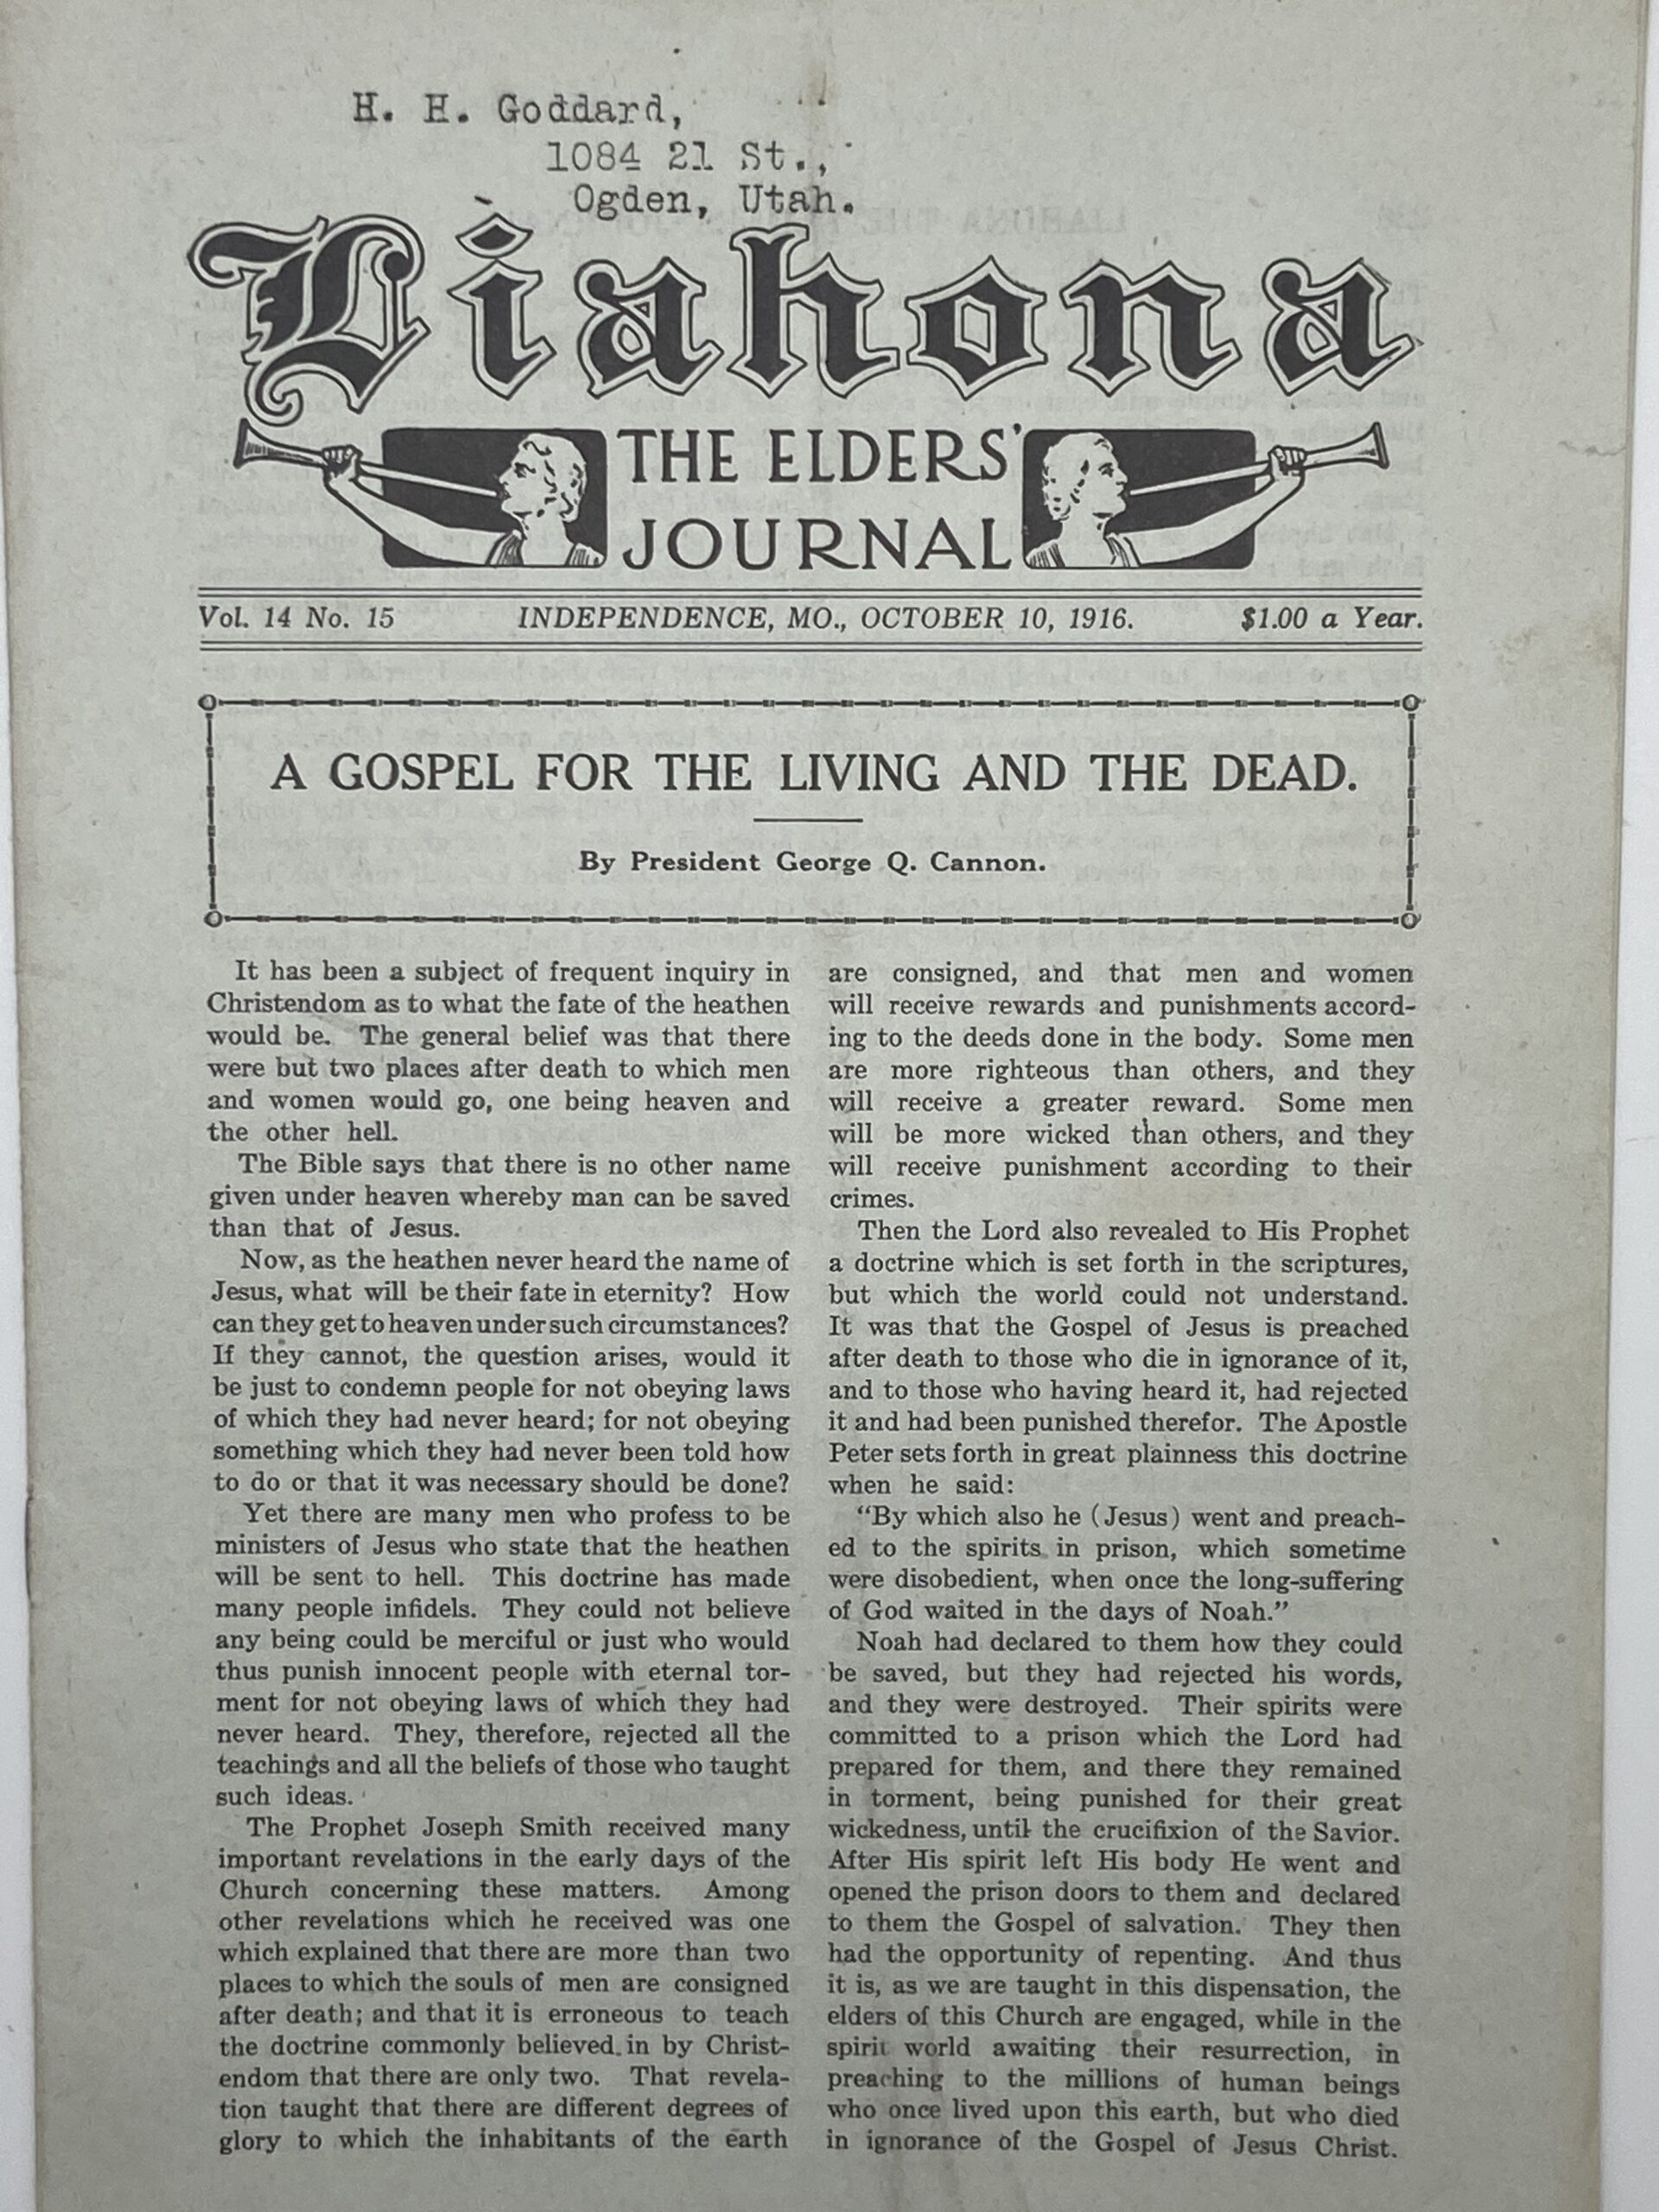 H. H. Goddard,
1084 21 St.,
Ogden, Utah.
Liahona
THE ELDERS'
JOURNAL
Vol. 14 No. 15 INDEPENDENCE, MO., OCTOBER 10, 1916. $1.00 a Year.
A GOSPEL FOR THE LIVING AND THE DEAD.
By President George Q. Cannon.
It has been a subject of frequent inquiry in
Christendom as to what the fate of the heathen
would be. The general belief was that there
were but two places after death to which men
and women would go, one being heaven and
the other hell.
The Bible says that there is no other name
given under heaven whereby man can be saved
than that of Jesus.
Now, as the heathen never heard the name of
Jesus, what will be their fate in eternity? How
can they get to heaven under such circumstances?
If they cannot, the question arises, would it
be just to condemn people for not obeying laws
of which they had never heard; for not obeying
something which they had never been told how
to do or that it was necessary should be done?
Yet there are many men who profess to be
ministers of Jesus who state that the heathen
will be sent to hell. This doctrine has made
many people infidels. They could not believe
any being could be merciful or just who would
thus punish innocent people with eternal tor-
ment for not obeying laws of which they had
never heard. They, therefore, rejected all the
teachings and all the beliefs of those who taught
such ideas.
The Prophet Joseph Smith received many
important revelations in the early days of the
Church concerning these matters. Among
other revelations which he received was one
which explained that there are more than two
places to which the souls of men are consigned
after death; and that it is erroneous to teach
the doctrine commonly believed in by Christ-
endom that there are only two. That revela-
tion taught that there are different degrees of
glory to which the inhabitants of the earth
are consigned, and that men and women
will receive rewards and punishments accord-
ing to the deeds done in the body. Some men
are more righteous than others, and they
will receive a greater reward. Some men
will be more wicked than others, and they
will receive punishment according to their
crimes.
Then the Lord also revealed to His Prophet
a doctrine which is set forth in the scriptures,
but which the world could not understand.
It was that the Gospel of Jesus is preached
after death to those who die in ignorance of it,
and to those who having heard it, had rejected
it and had been punished therefor. The Apostle
Peter sets forth in great plainness this doctrine
when he said:
"By which also he (Jesus) went and preach-
ed to the spirits in prison, which sometime
were disobedient, when once the long-suffering
of God waited in the days of Noah."
Noah had declared to them how they could
be saved, but they had rejected his words,
and they were destroyed. Their spirits were
committed to a prison which the Lord had
prepared for them, and there they remained
in torment, being punished for their great
wickedness, until the crucifixion of the Savior.
After His spirit left His body He went and
opened the prison doors to them and declared
to them the Gospel of salvation. They then
had the opportunity of repenting. And thus
it is, as we are taught in this dispensation, the
elders of this Church are engaged, while in the
spirit world awaiting their resurrection, in
preaching to the millions of human beings
who once lived upon this earth, but who died
in ignorance of the Gospel of Jesus Christ.